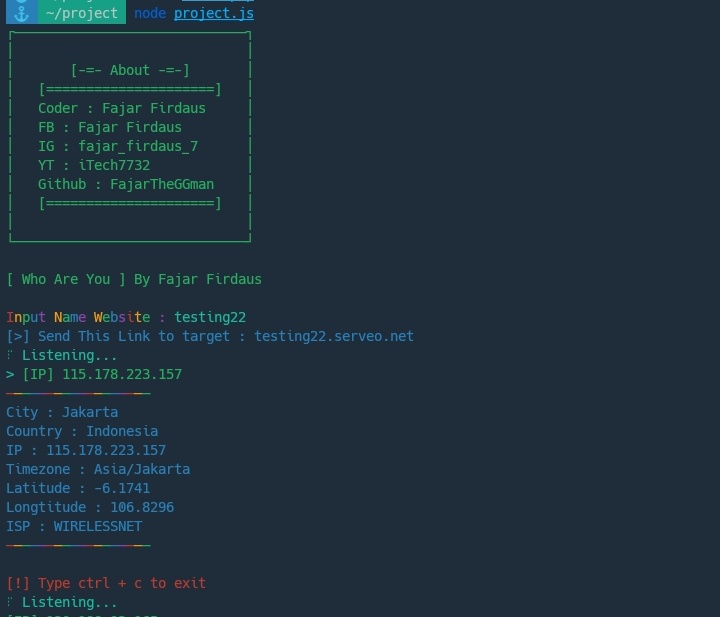 ~/project node project.js
[-=- About -=-]
[=====================]
Coder : Fajar Firdaus
FB : Fajar Firdaus
IG : fajar_firdaus_7
YT : iTech7732
Github : FajarTheGGman
[=====================]
[ Who Are You ] By Fajar Firdaus
Input Name Website : testing22
[>] Send This Link to target : testing22.serveo.net
Listening...
> [IP] 115.178.223.157
City : Jakarta
Country : Indonesia
IP : 115.178.223.157
Timezone : Asia/Jakarta
Latitude : -6.1741
Longtitude : 106.8296
ISP : WIRELESSNET
[!] Type ctrl + c to exit
Listening...